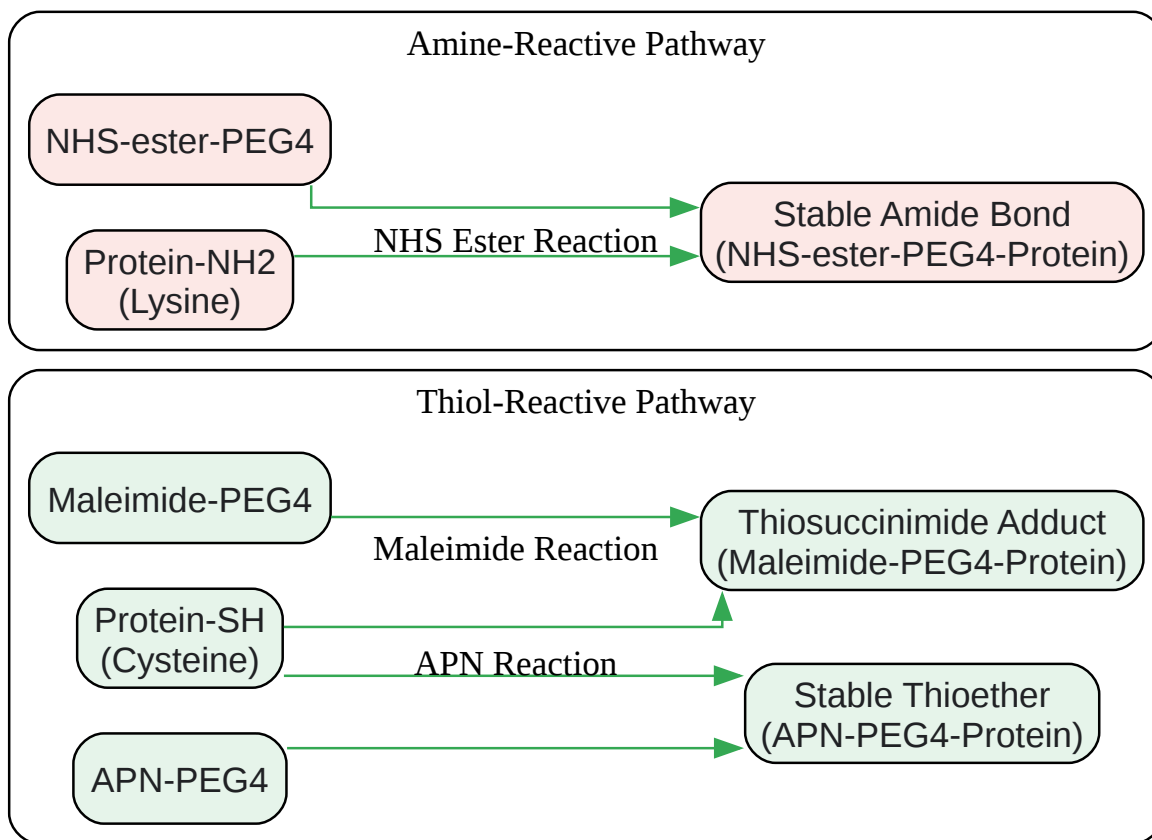 Amine-Reactive Pathway
NHS-ester-PEG4
Protein-NH2
(Lysine)
NHS Ester Reaction
Stable Amide Bond
(NHS-ester-PEG4-Protein)
Thiol-Reactive Pathway
Maleimide-PEG4
Maleimide Reaction
Thiosuccinimide Adduct
(Maleimide-PEG4-Protein)
Protein-SH
(Cysteine)
APN Reaction
Stable Thioether
(APN-PEG4-Protein)
APN-PEG4